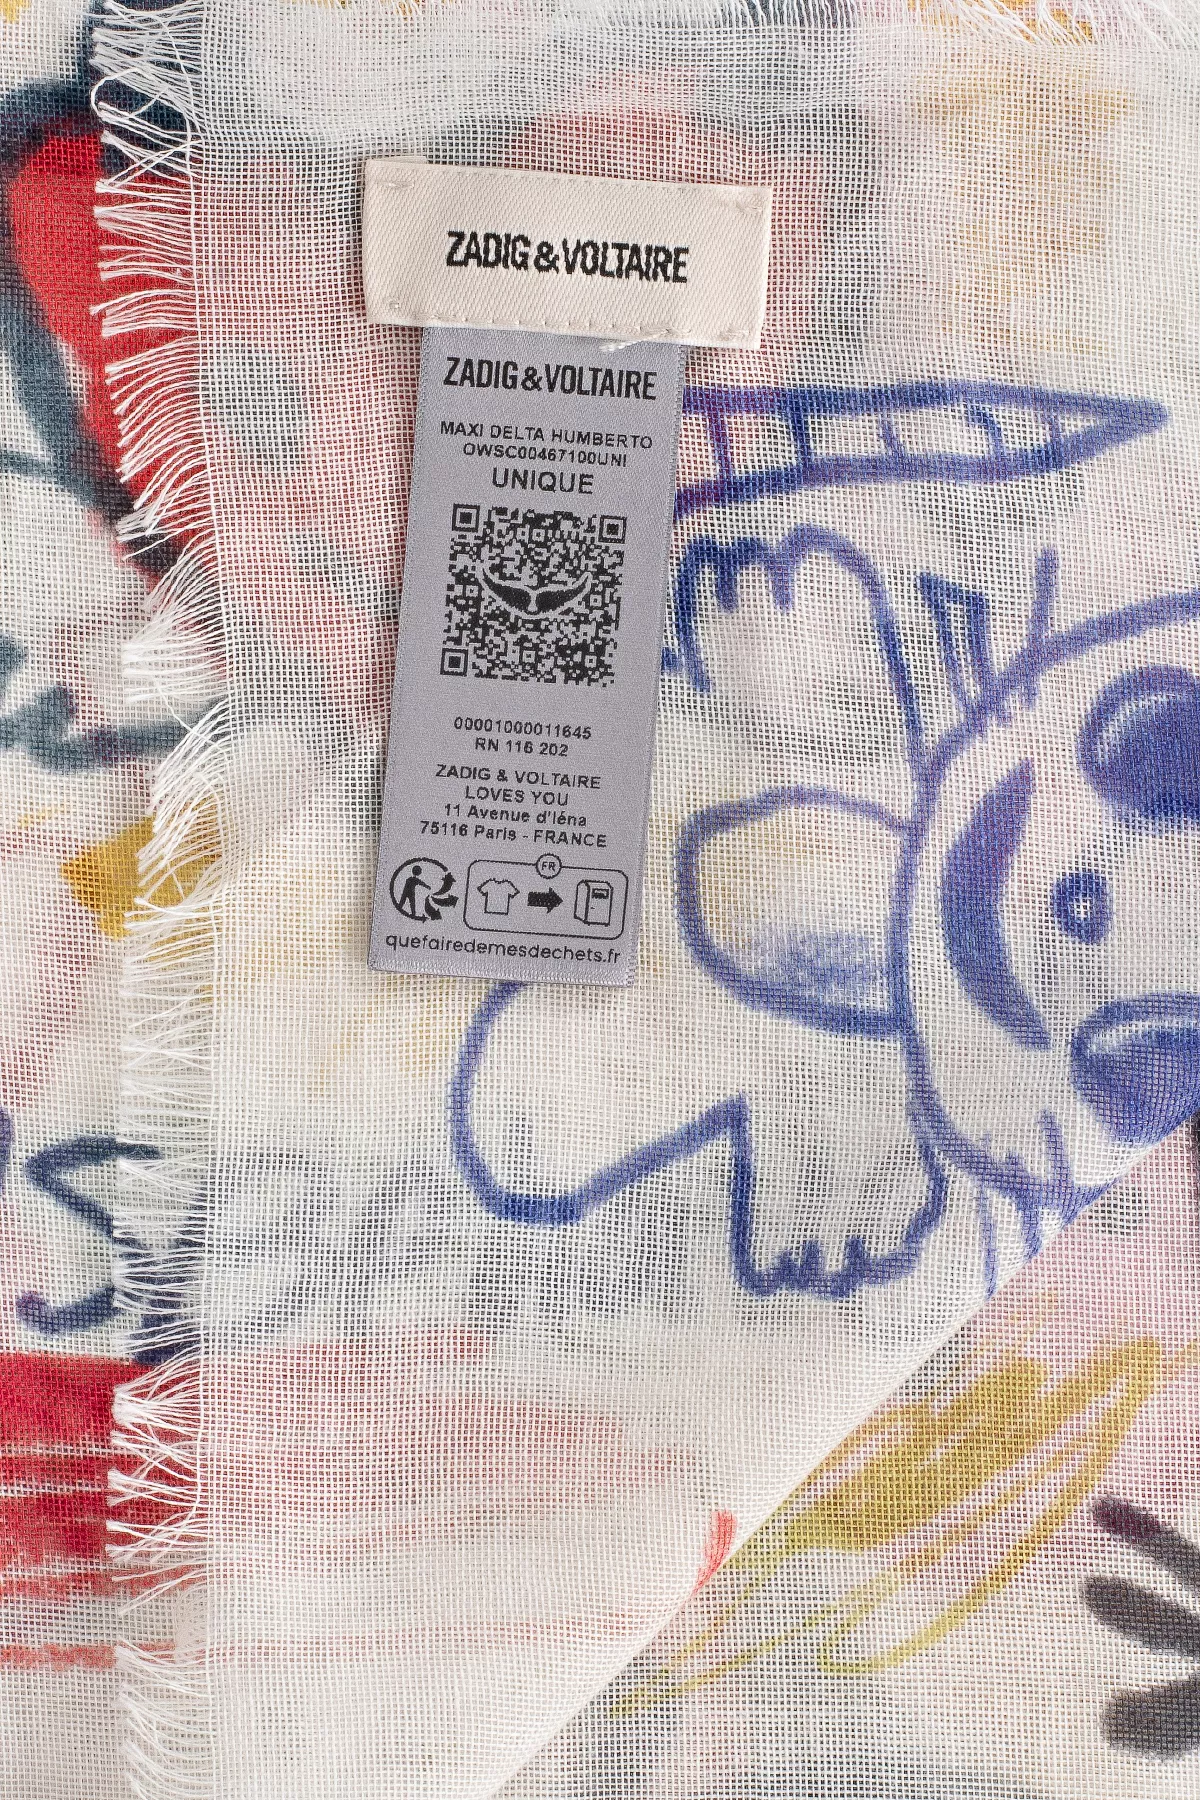 ZADIG&VOLTAIRE
ZADIG&VOLTAIRE
MAXI DELTA HUMBERTO
OWSC00467100UNI
UNIQUE
00001000011645
RN 116 202
ZADIG & VOLTAIRE
LOVES YOU
11 Avenue d'Iéna
75116 Paris - FRANCE
FR
quefairedemesdechets.fr